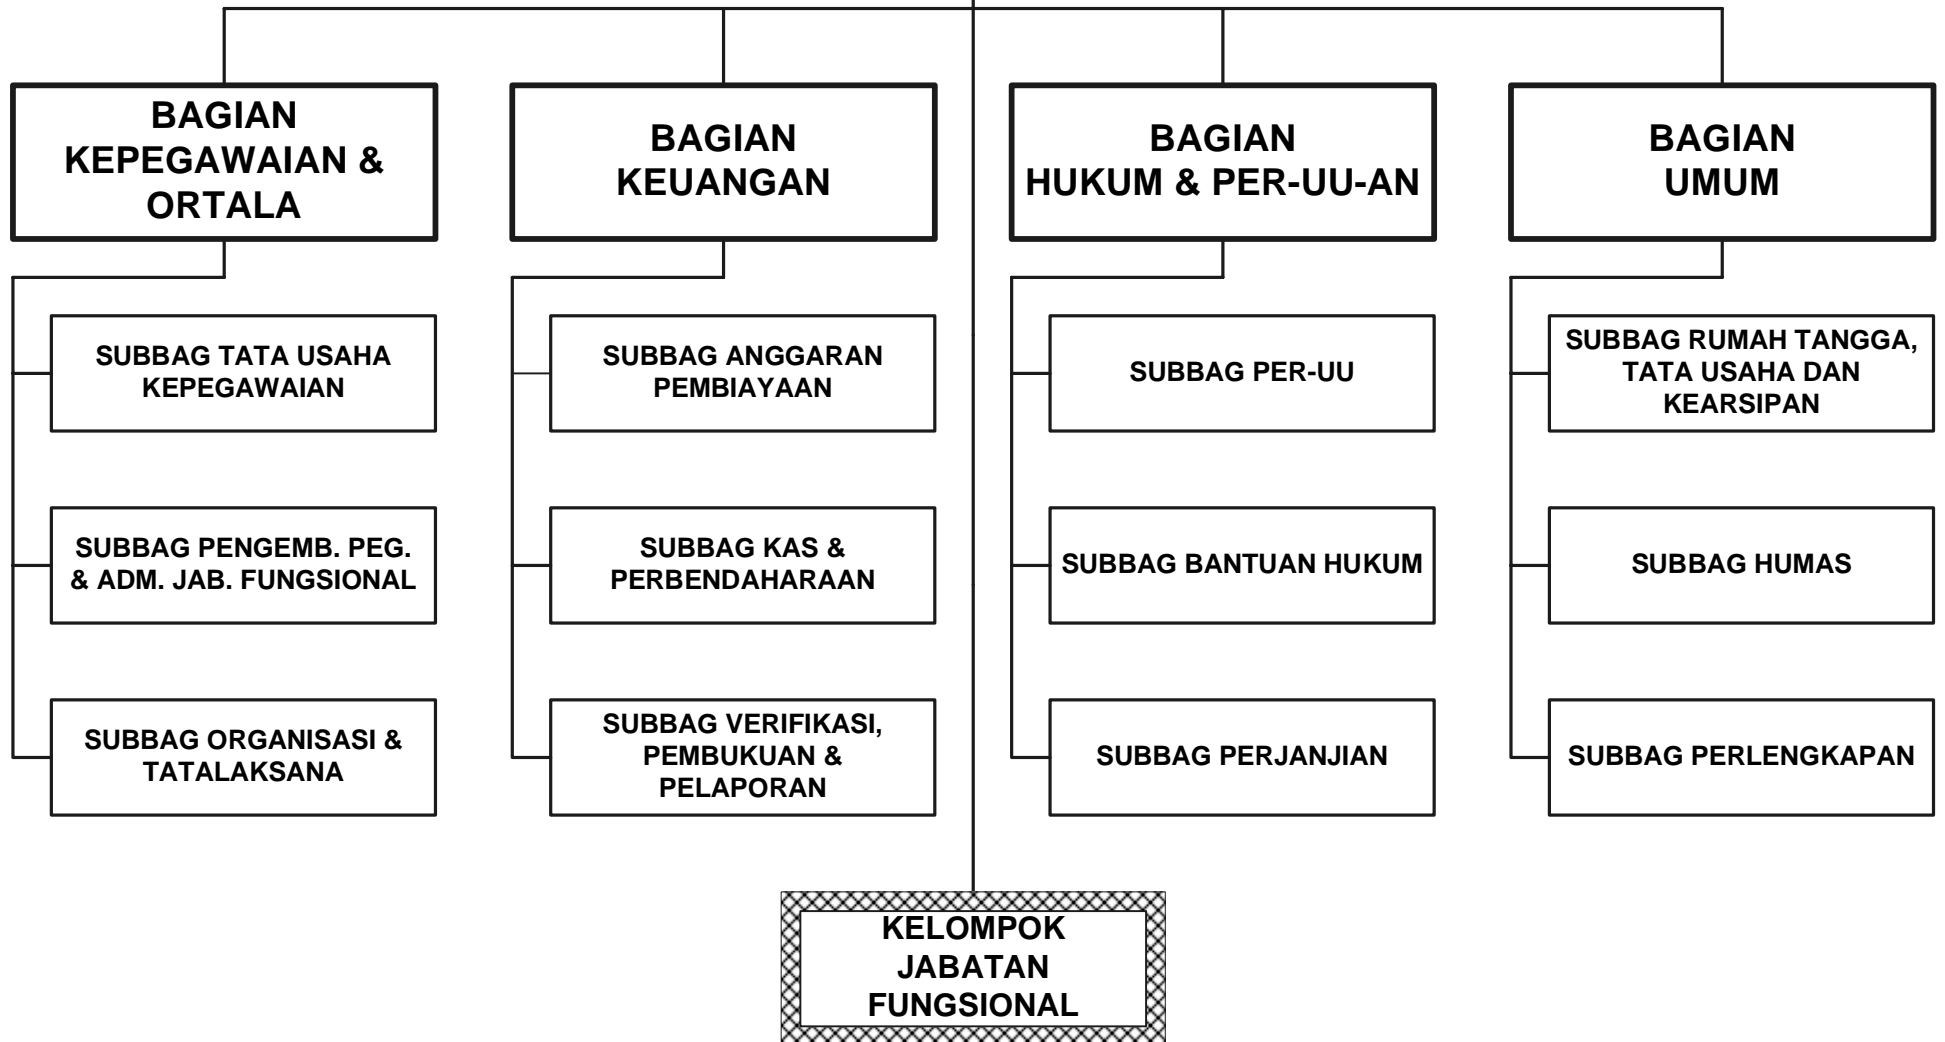 BAGIAN
KEPEGAWAIAN &
ORTALA
BAGIAN
KEUANGAN
BAGIAN
HUKUM & PER-UU-AN
BAGIAN
UMUM
SUBBAG TATA USAHA
KEPEGAWAIAN
SUBBAG ANGGARAN
PEMBIAYAAN
SUBBAG PER-UU
SUBBAG RUMAH TANGGA,
TATA USAHA DAN
KEARSIPAN
SUBBAG PENGEMB. PEG.
& ADM. JAB. FUNGSIONAL
SUBBAG KAS &
PERBENDAHARAAN
SUBBAG BANTUAN HUKUM
SUBBAG HUMAS
SUBBAG ORGANISASI &
TATALAKSANA
SUBBAG VERIFIKASI,
PEMBUKUAN &
PELAPORAN
SUBBAG PERJANJIAN
SUBBAG PERLENGKAPAN
KELOMPOK
JABATAN
FUNGSIONAL